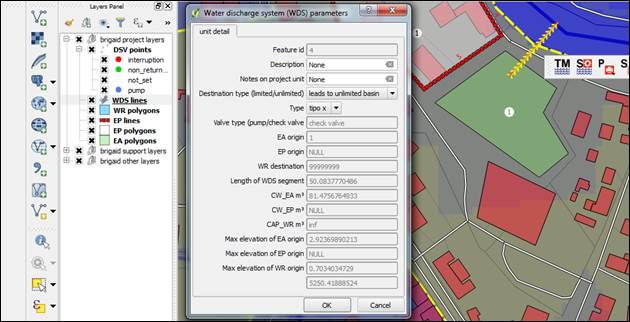 Layers Panel
brigaid project layers
DSV points
interruption
non_return...
not_set
pump
WDS lines
WR polygons
EP lines
EP polygons
EA polygons
brigaid support layers
brigaid other layers
Water discharge system (WDS) parameters
unit detail
Feature id 4
Description None
Notes on project unit None
Destination type (limited/unlimited) leads to unlimited basin
Type tipo x
Valve type (pump/check valve check valve
EA origin 1
EP origin NULL
WR destination 99999999
Length of WDS segment 50.0837770486
CW_EA m³ 81.4756764933
CW_EP m³ NULL
CAP_WR m³ inf
Max elevation of EA origin 2.92369890213
Max elevation of EP origin NULL
Max elevation of WR origin 0.7034034729
5250.41888524
OK Cancel
1
1
TM SO P S